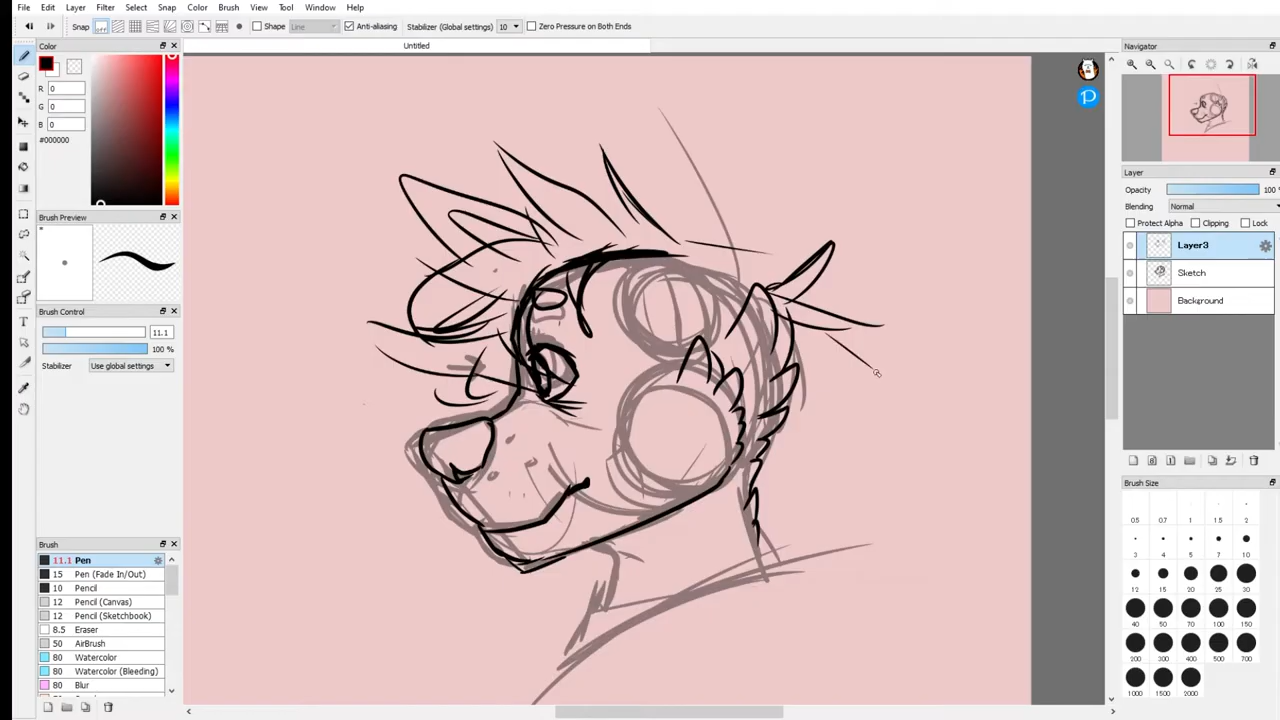 File Edit Layer Filter Select Snap Color Ruler View Tool Window Help
Snap off Shape Line Anti-aliasing Stabilizer (Global settings) 10 Zero Pressure on Both Ends
Color
Untitled
Navigator
R 0
G 0
B 0
#000000
Layer
Opacity 100
Blending Normal
Protect Alpha Clipping Lock
Layer3
Sketch
Background
Brush Preview
Brush Control
11.1
100 %
Stabilizer Use global settings
Brush Size
0.5 0.7 1 1.5 2
3 4 5 7 10
12 15 20 25 30
40 50 70 100 150
200 300 400 500 700
1000 1500 2000
Brush
11.1 Pen
15 Pen (Fade In/Out)
10 Pencil
12 Pencil (Canvas)
12 Pencil (Sketchbook)
8.5 Eraser
50 AirBrush
80 Watercolor
80 Watercolor (Bleeding)
80 Blur